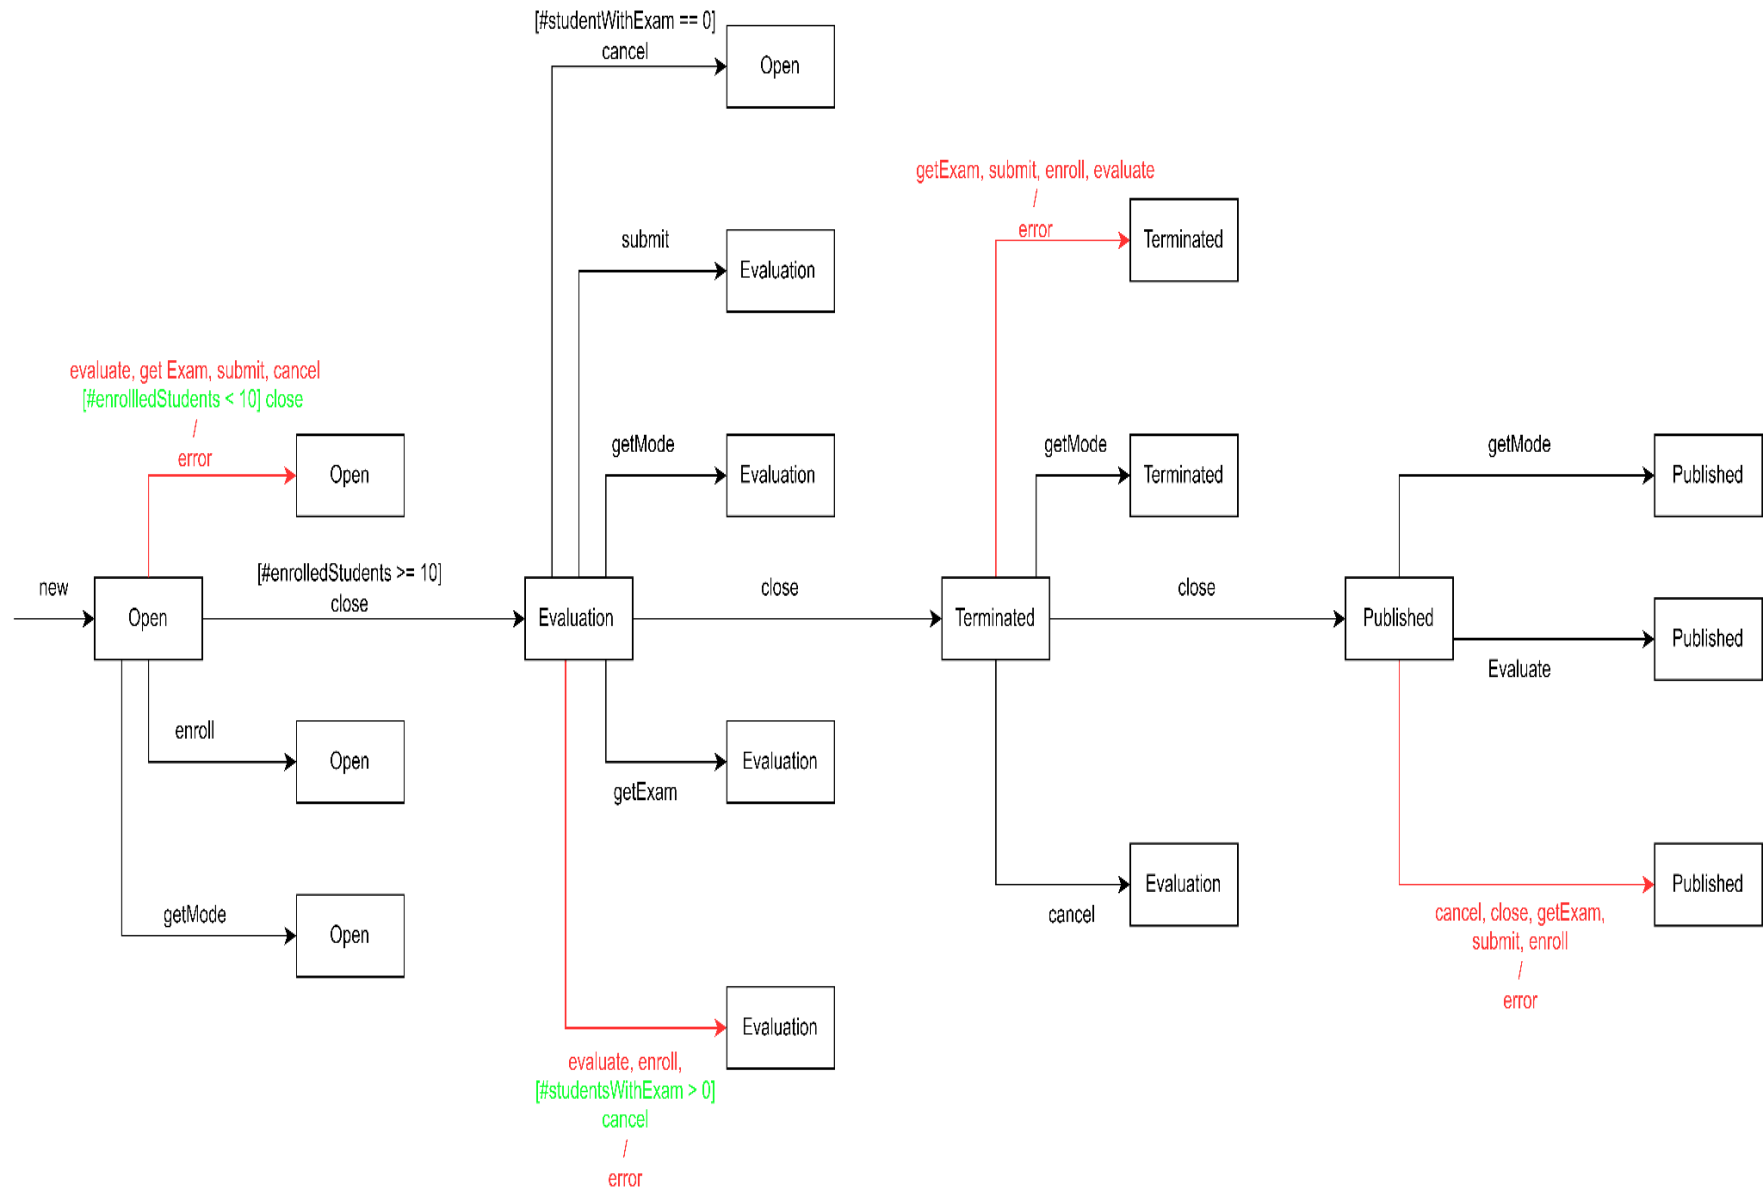 [#studentWithExam == 0]
cancel
Open
getExam, submit, enroll, evaluate
/
error
Terminated
submit
Evaluation
evaluate, get Exam, submit, cancel
[#enrollledStudents < 10] close
/
error
Open
getMode
Evaluation
getMode
Terminated
getMode
Published
new
Open
[#enrolledStudents >= 10]
close
Evaluation
close
Terminated
close
Published
Published
Evaluate
enroll
Open
getExam
Evaluation
getMode
Open
cancel
Evaluation
Published
cancel, close, getExam,
submit, enroll
/
error
Evaluation
evaluate, enroll,
[#studentsWithExam > 0]
cancel
/
error